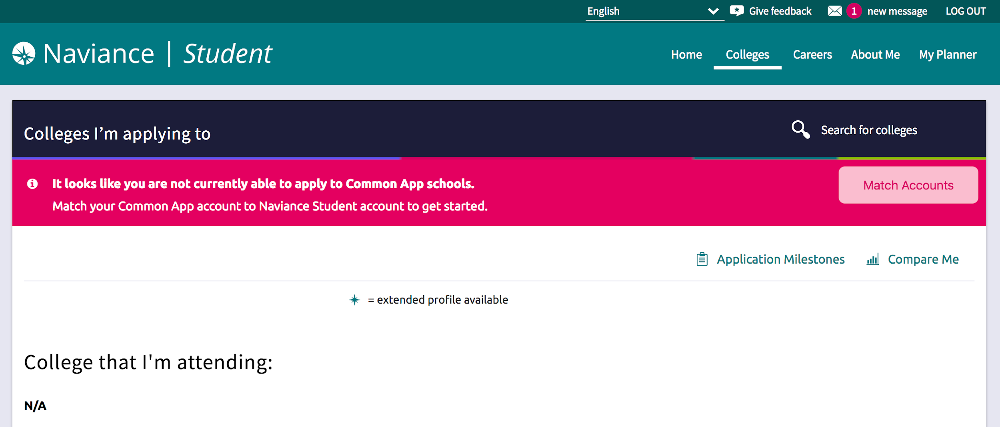 English
Give feedback
1 new message
LOG OUT
Naviance | Student
Home
Colleges
Careers
About Me
My Planner
Colleges I’m applying to
Search for colleges
It looks like you are not currently able to apply to Common App schools.
Match your Common App account to Naviance Student account to get started.
Match Accounts
Application Milestones
Compare Me
= extended profile available
College that I'm attending:
N/A